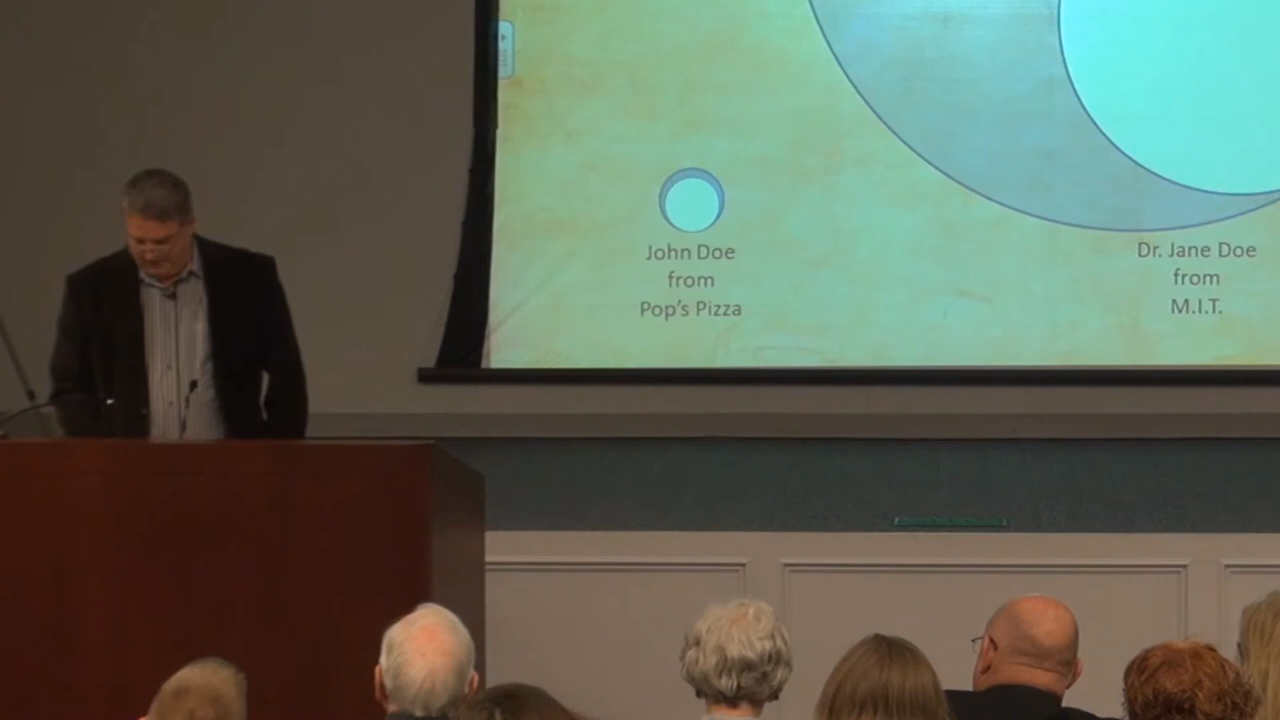 John Doe
from
Pop's Pizza
Dr. Jane Doe
from
M.I.T.